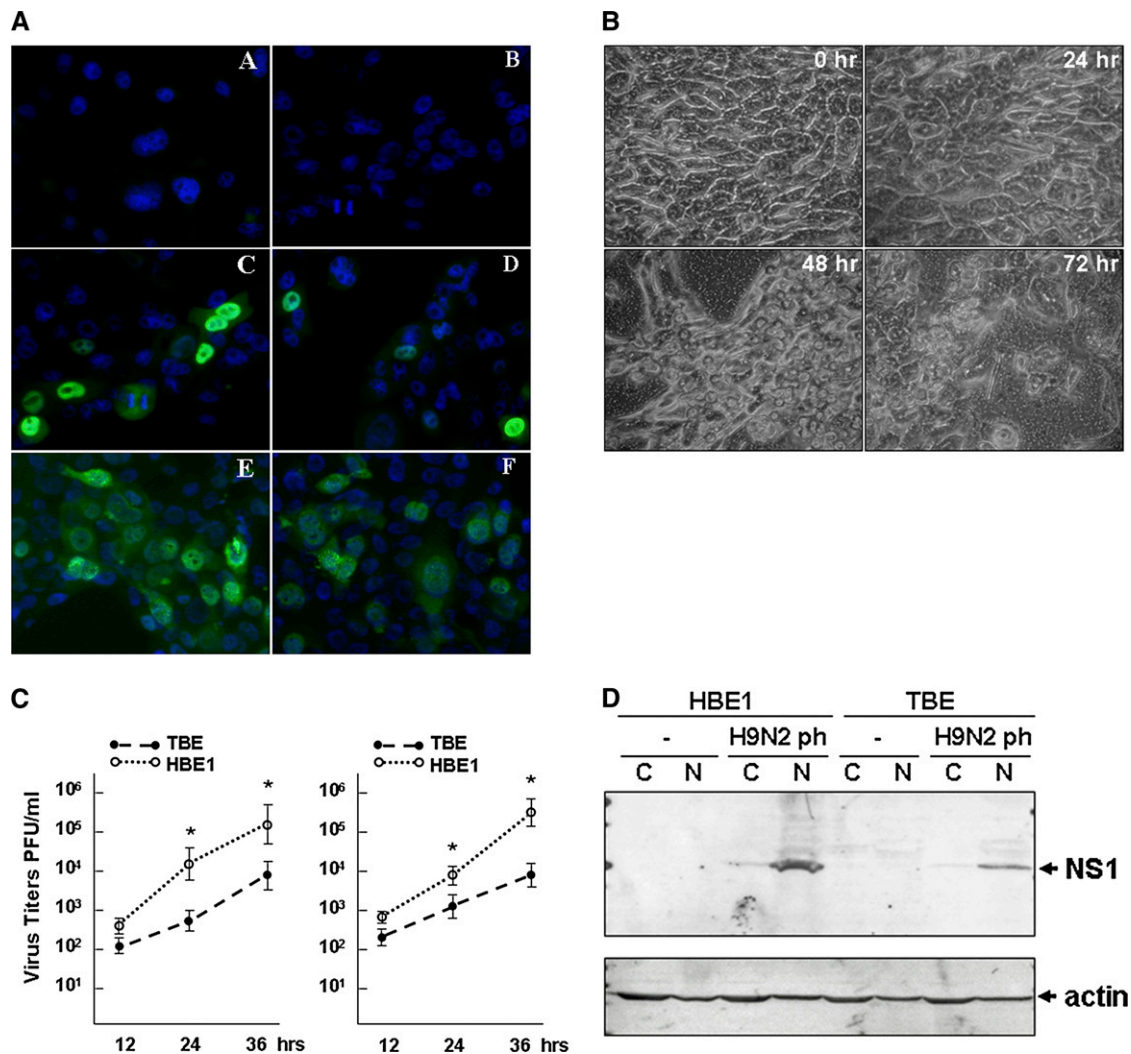 A
B
A
B
C
D
E
F
0 hr
24 hr
48 hr
72 hr
C
TBE
HBE1
TBE
HBE1
Virus Titers PFU/ml
10⁶
10⁵
10⁴
10³
10²
10¹
*
*
12 24 36 hrs
10⁶
10⁵
10⁴
10³
10²
10¹
*
*
12 24 36 hrs
D
HBE1 TBE
- H9N2 ph - H9N2 ph
C N C N C N C N
NS1
actin